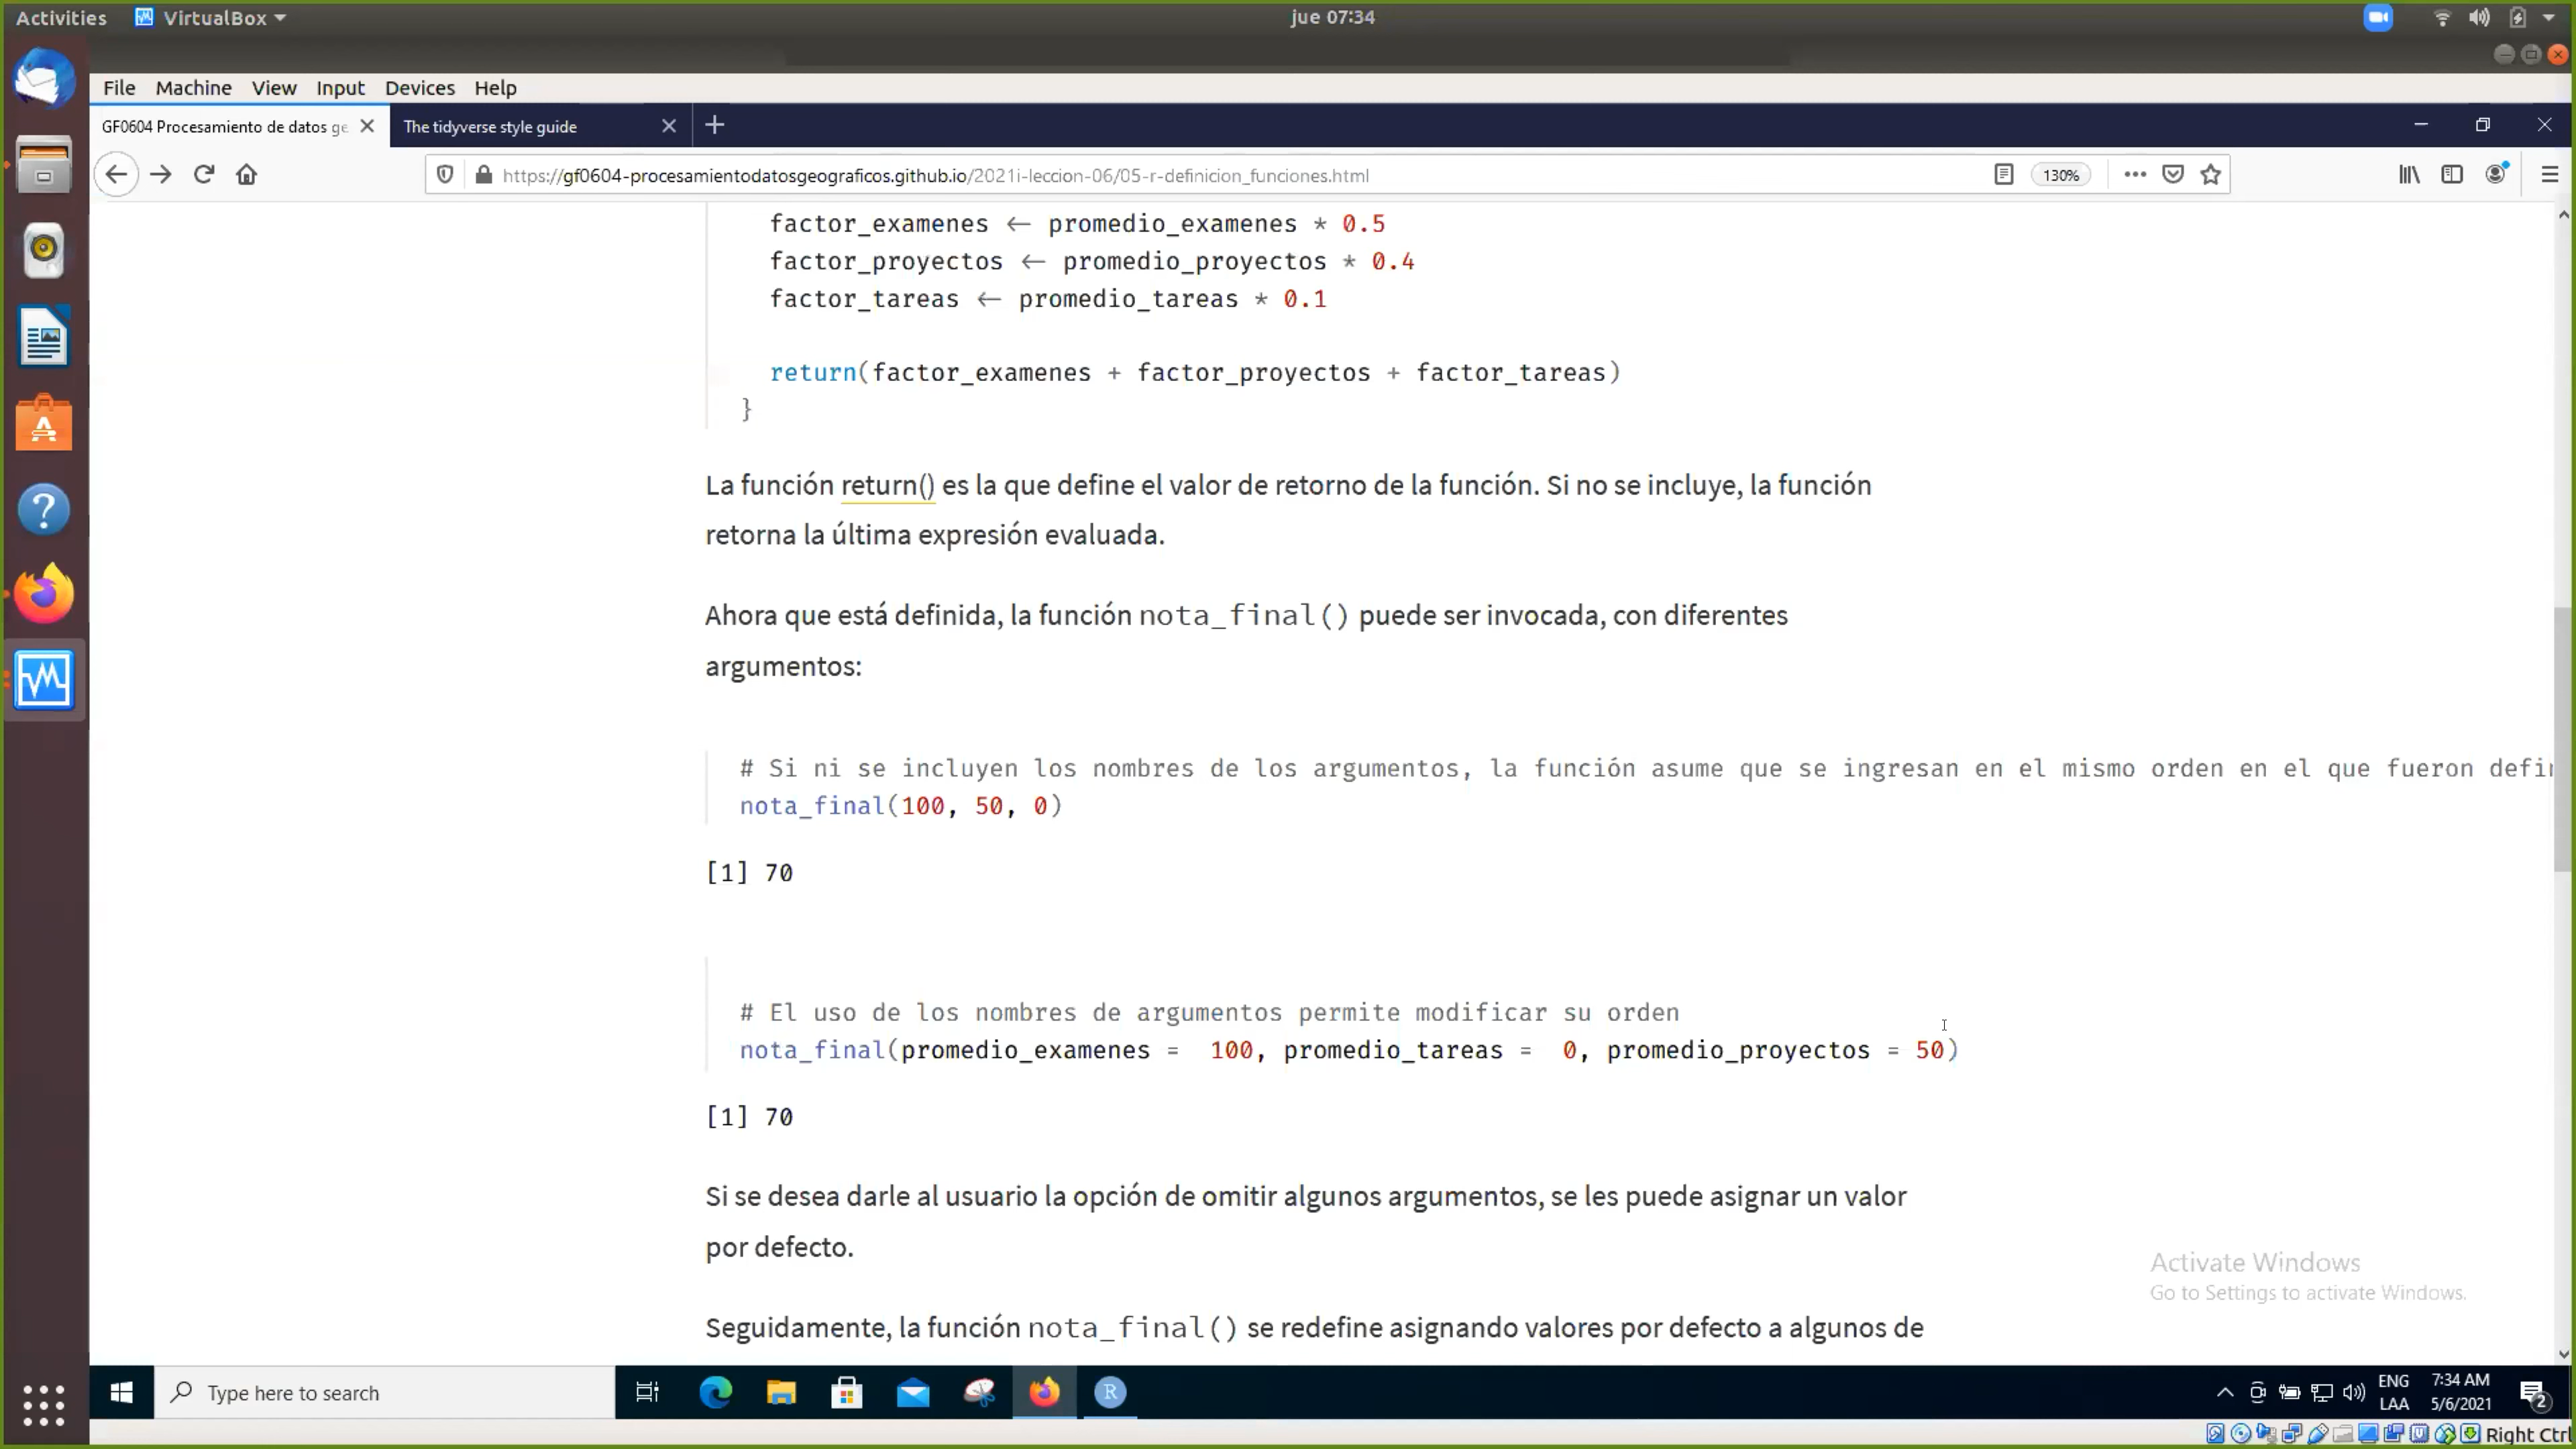 Activities VirtualBox jue 07:34
File Machine View Input Devices Help
GF0604 Procesamiento de datos ge The tidyverse style guide
https://gf0604-procesamientodatosgeograficos.github.io/2021i-leccion-06/05-r-definicion_funciones.html 130%
factor_examenes ← promedio_examenes * 0.5
factor_proyectos ← promedio_proyectos * 0.4
factor_tareas ← promedio_tareas * 0.1
return(factor_examenes + factor_proyectos + factor_tareas)
}
La función return() es la que define el valor de retorno de la función. Si no se incluye, la función
retorna la última expresión evaluada.
Ahora que está definida, la función nota_final() puede ser invocada, con diferentes
argumentos:
# Si ni se incluyen los nombres de los argumentos, la función asume que se ingresan en el mismo orden en el que fueron defin
nota_final(100, 50, 0)
[1] 70
# El uso de los nombres de argumentos permite modificar su orden
nota_final(promedio_examenes = 100, promedio_tareas = 0, promedio_proyectos = 50)
[1] 70
Si se desea darle al usuario la opción de omitir algunos argumentos, se les puede asignar un valor
por defecto.
Activate Windows
Go to Settings to activate Windows.
Seguidamente, la función nota_final() se redefine asignando valores por defecto a algunos de
Type here to search
ENG 7:34 AM
LAA 5/6/2021 2
Right Ctrl